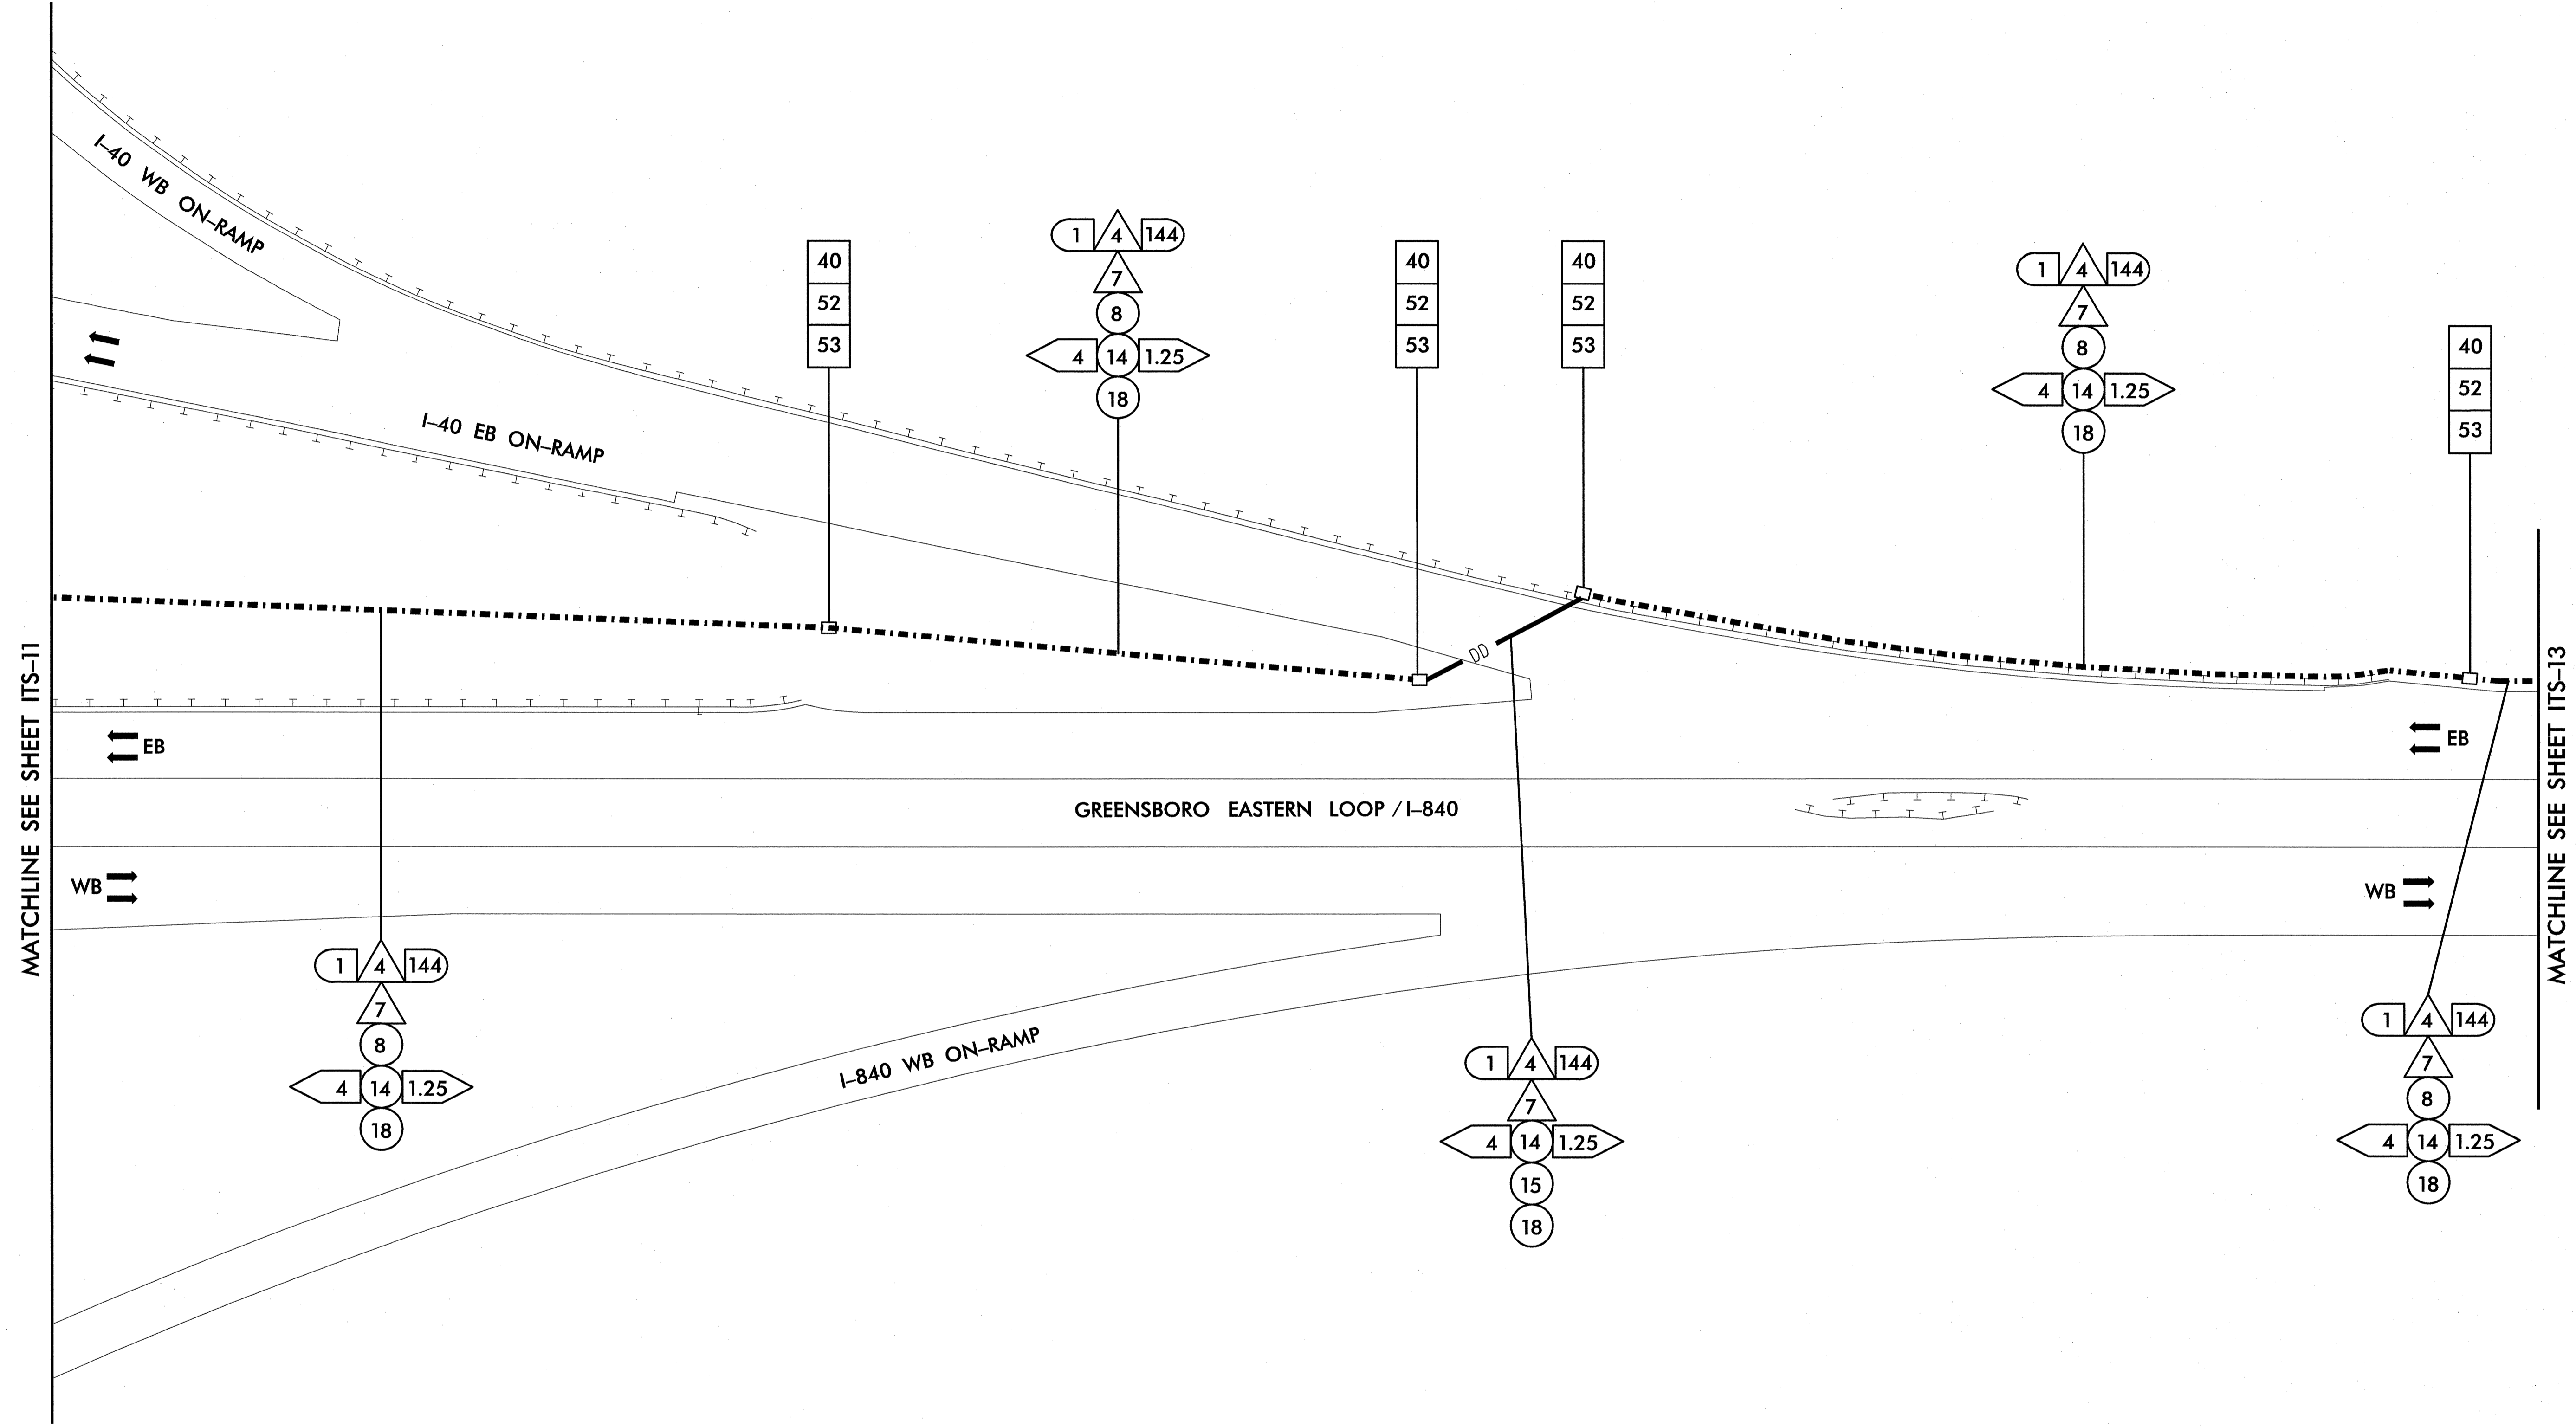 I–40 WB ON–RAMP
1 4 144
7
8
4 14 1.25
18
40
52
53
40
52
53
40
52
53
1 4 144
7
8
4 14 1.25
18
40
52
53
I–40 EB ON–RAMP
DD
MATCHLINE SEE SHEET ITS–11
MATCHLINE SEE SHEET ITS–13
EB
EB
GREENSBORO EASTERN LOOP / I–840
WB
WB
1 4 144
7
8
4 14 1.25
18
I–840 WB ON–RAMP
1 4 144
7
4 14 1.25
15
18
1 4 144
7
8
4 14 1.25
18